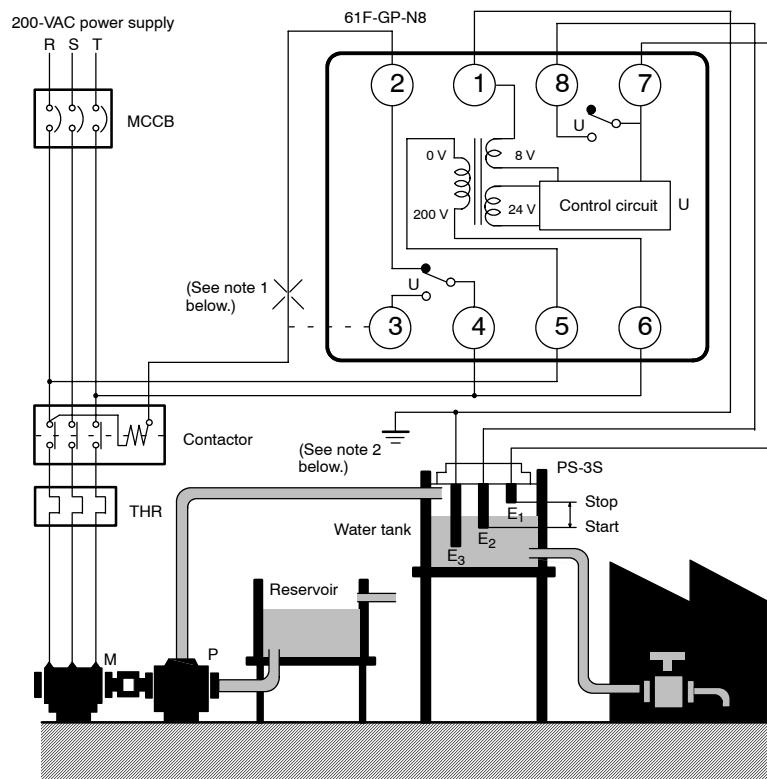 200-VAC power supply
R S T
MCCB
61F-GP-N8
2 1 8 7
U
0 V 8 V
200 V 24 V
Control circuit U
(See note 1
below.)
U
3 4 5 6
Contactor
(See note 2
below.)
PS-3S
THR
Water tank
E1
E2
E3
Stop
Start
Reservoir
M
P